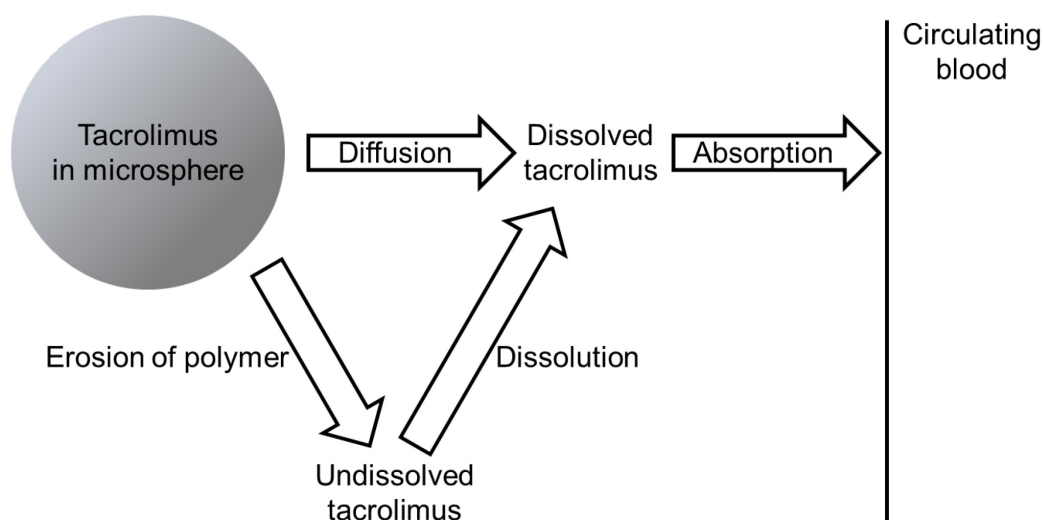 Circulating
blood
Tacrolimus
in microsphere
Diffusion
Dissolved
tacrolimus
Absorption
Erosion of polymer
Dissolution
Undissolved
tacrolimus